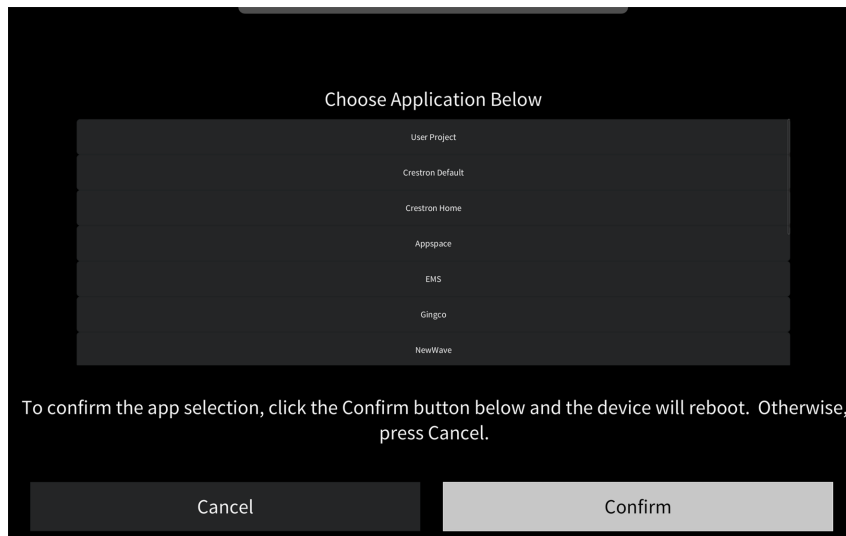 Choose Application Below
User Project
Crestron Default
Crestron Home
Appspace
EMS
Gingco
NewWave
To confirm the app selection, click the Confirm button below and the device will reboot.  Otherwise,
press Cancel.
Cancel
Confirm